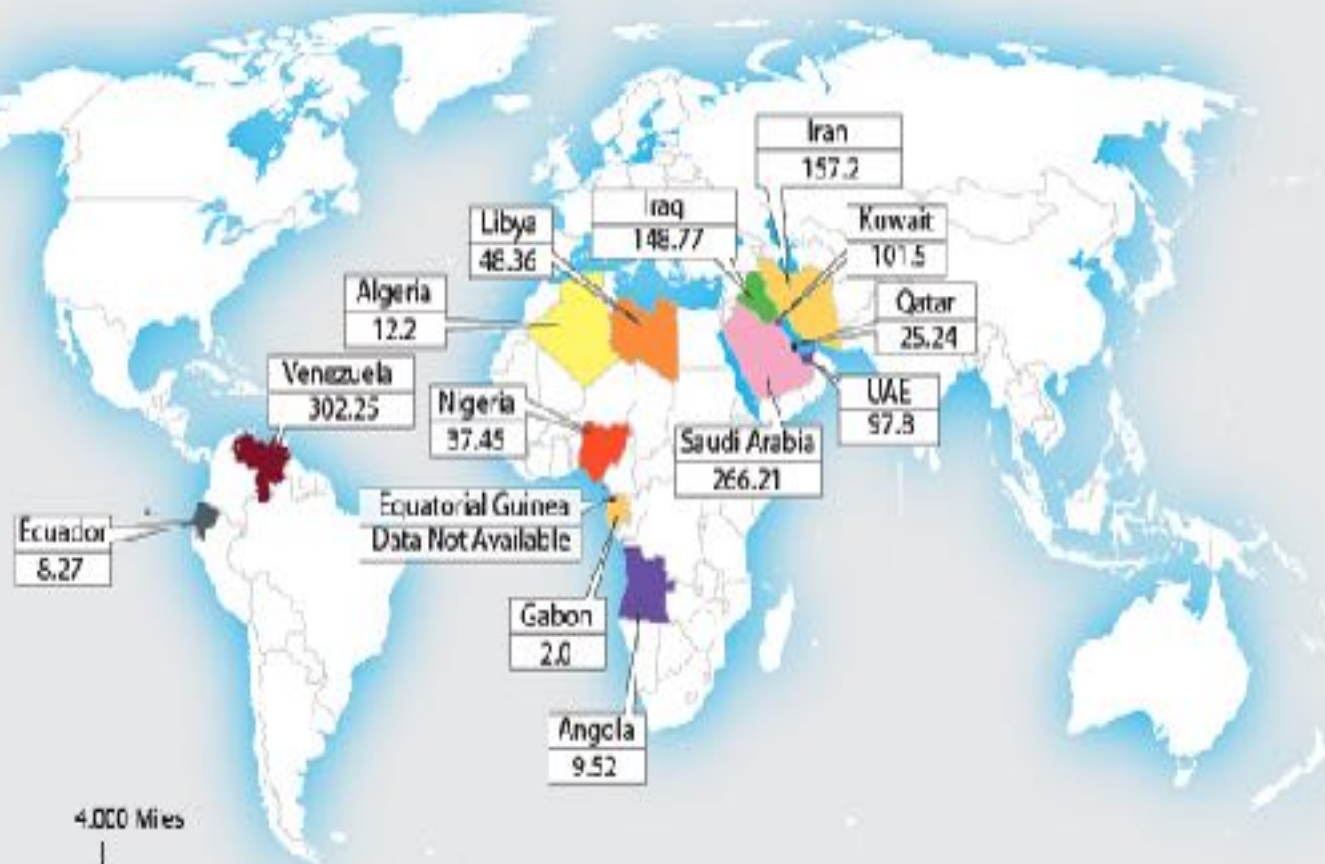 Iran
157.2
Iraq
148.77
Kuwait
101.5
Libya
48.36
Algeria
12.2
Qatar
25.24
Venezuela
302.25
Nigeria
37.45
UAE
97.8
Saudi Arabia
266.21
Equatorial Guinea
Data Not Available
Ecuador
8.27
Gabon
2.0
Angola
9.52
4.000 Miles